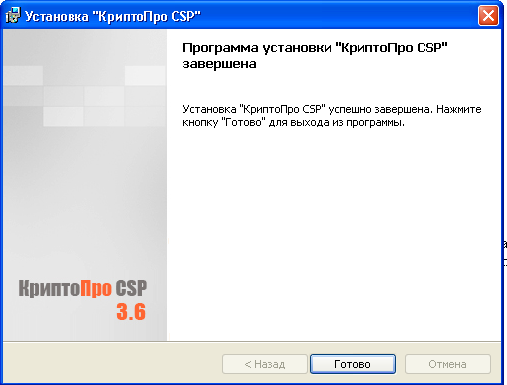 Установка "КриптоПро CSP"
Программа установки "КриптоПро CSP"
завершена
Установка "КриптоПро CSP" успешно завершена. Нажмите
кнопку "Готово" для выхода из программы.
КриптоПро CSP
3.6
< Назад
Готово
Отмена